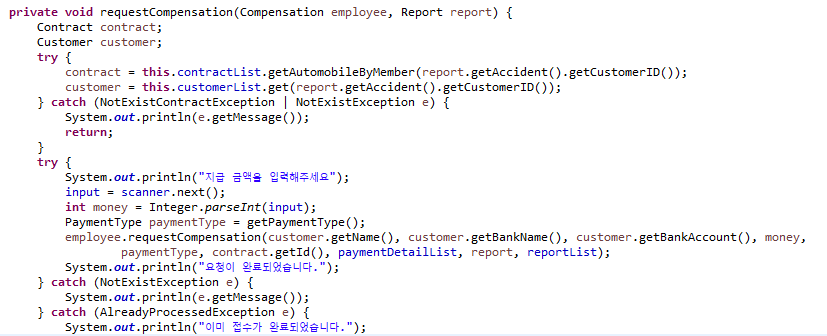 private void requestCompensation(Compensation employee, Report report) {
    Contract contract;
    Customer customer;
    try {
        contract = this.contractList.getAutomobileByMember(report.getAccident().getCustomerID());
        customer = this.customerList.get(report.getAccident().getCustomerID());
    } catch (NotExistContractException | NotExistException e) {
        System.out.println(e.getMessage());
        return;
    }
    try {
        System.out.println("지급 금액을 입력해주세요");
        input = scanner.next();
        int money = Integer.parseInt(input);
        PaymentType paymentType = getPaymentType();
        employee.requestCompensation(customer.getName(), customer.getBankName(), customer.getBankAccount(), money,
                paymentType, contract.getId(), paymentDetailList, report, reportList);
        System.out.println("요청이 완료되었습니다.");
    } catch (NotExistException e) {
        System.out.println(e.getMessage());
    } catch (AlreadyProcessedException e) {
        System.out.println("이미 접수가 완료되었습니다.");